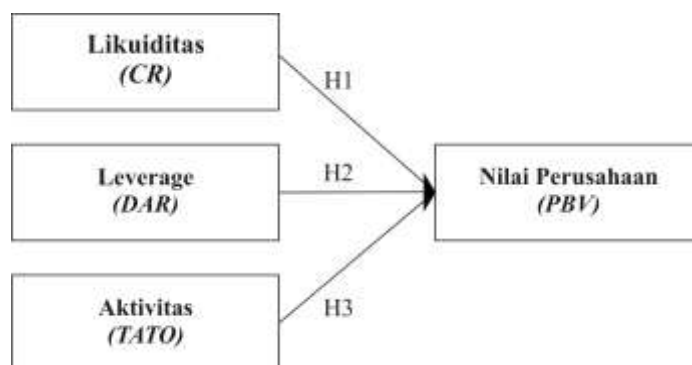 Likuiditas
(CR)
H1
Leverage
(DAR)
H2
Nilai Perusahaan
(PBV)
Aktivitas
(TATO)
H3